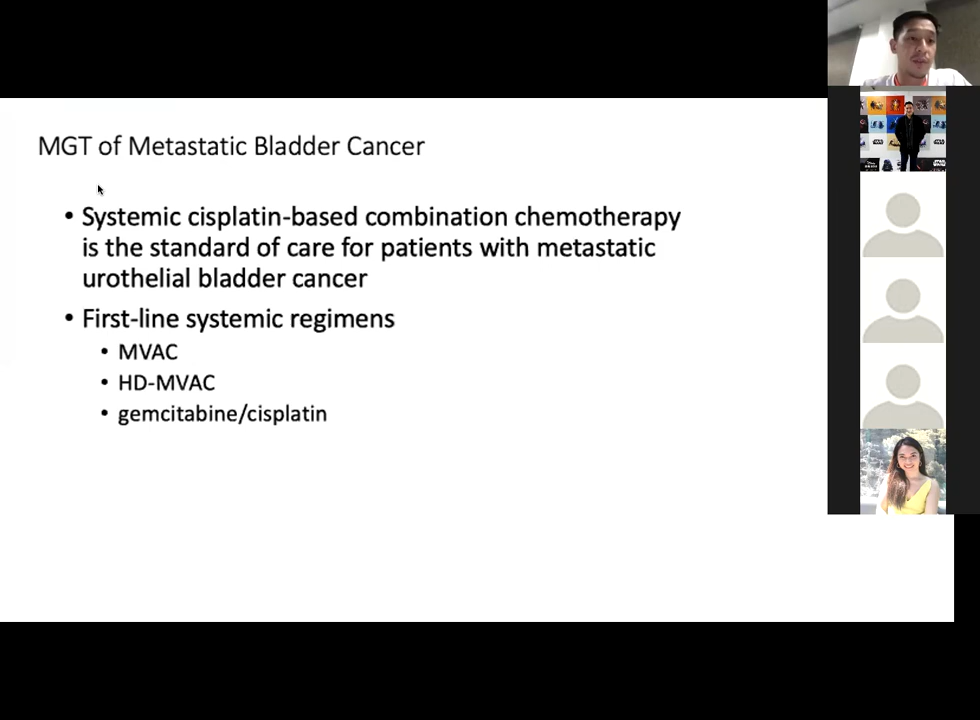 MGT of Metastatic Bladder Cancer
• Systemic cisplatin-based combination chemotherapy
is the standard of care for patients with metastatic
urothelial bladder cancer
• First-line systemic regimens
• MVAC
• HD-MVAC
• gemcitabine/cisplatin